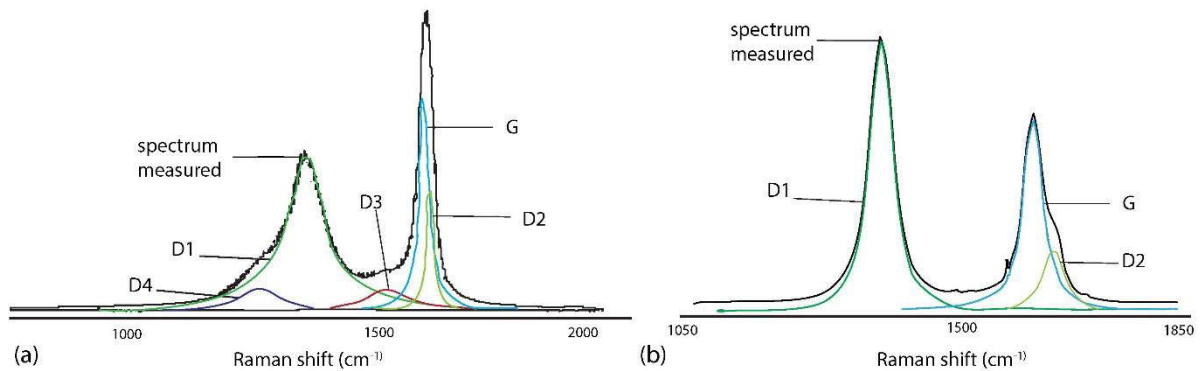 spectrum
measured
G
D3
D2
D1
D4
1000
1500
2000
(a)
Raman shift (cm⁻¹⁾
spectrum
measured
D1
G
D2
1050
1500
1850
(b)
Raman shift (cm⁻¹⁾